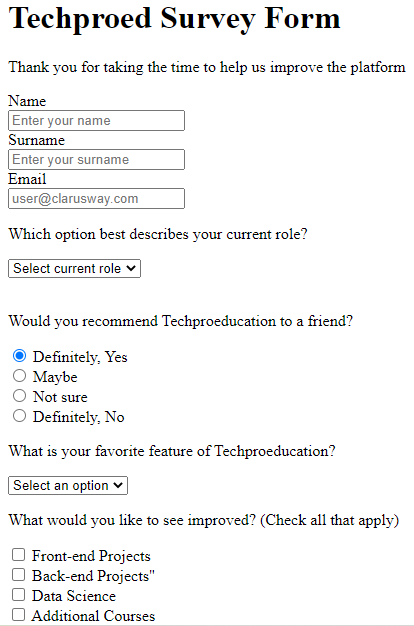 Techproed Survey Form
Thank you for taking the time to help us improve the platform
Name
Enter your name
Surname
Enter your surname
Email
user@clarusway.com
Which option best describes your current role?
Select current role
Would you recommend Techproeducation to a friend?
Definitely, Yes
Maybe
Not sure
Definitely, No
What is your favorite feature of Techproeducation?
Select an option
What would you like to see improved? (Check all that apply)
Front-end Projects
Back-end Projects"
Data Science
Additional Courses